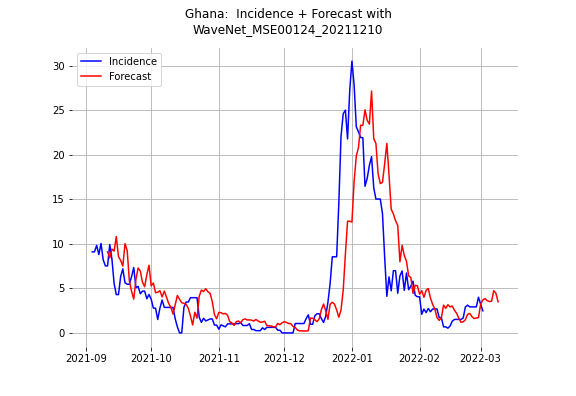 Ghana:  Incidence + Forecast with
WaveNet_MSE00124_20211210
Incidence
Forecast
30
25
20
15
10
5
0
2021-09 2021-10 2021-11 2021-12 2022-01 2022-02 2022-03